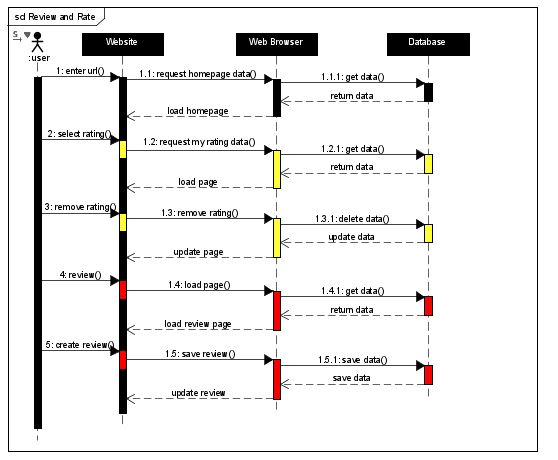 sd Review and Rate
:user
Website
Web Browser
Database
1: enter url()
1.1: request homepage data()
1.1.1: get data()
return data
load homepage
2: select rating()
1.2: request my rating data()
1.2.1: get data()
return data
load page
3: remove rating()
1.3: remove rating()
1.3.1: delete data()
update data
update page
4: review()
1.4: load page()
1.4.1: get data()
return data
load review page
5: create review()
1.5: save review()
1.5.1: save data()
save data
update review